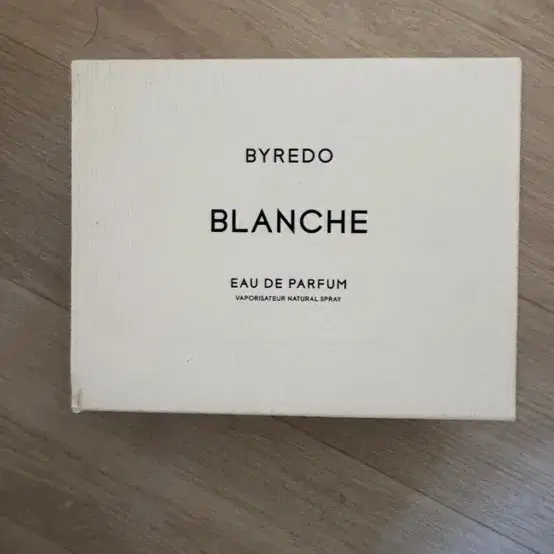 BYREDO
BLANCHE
EAU DE PARFUM
VAPORISATEUR NATURAL SPRAY